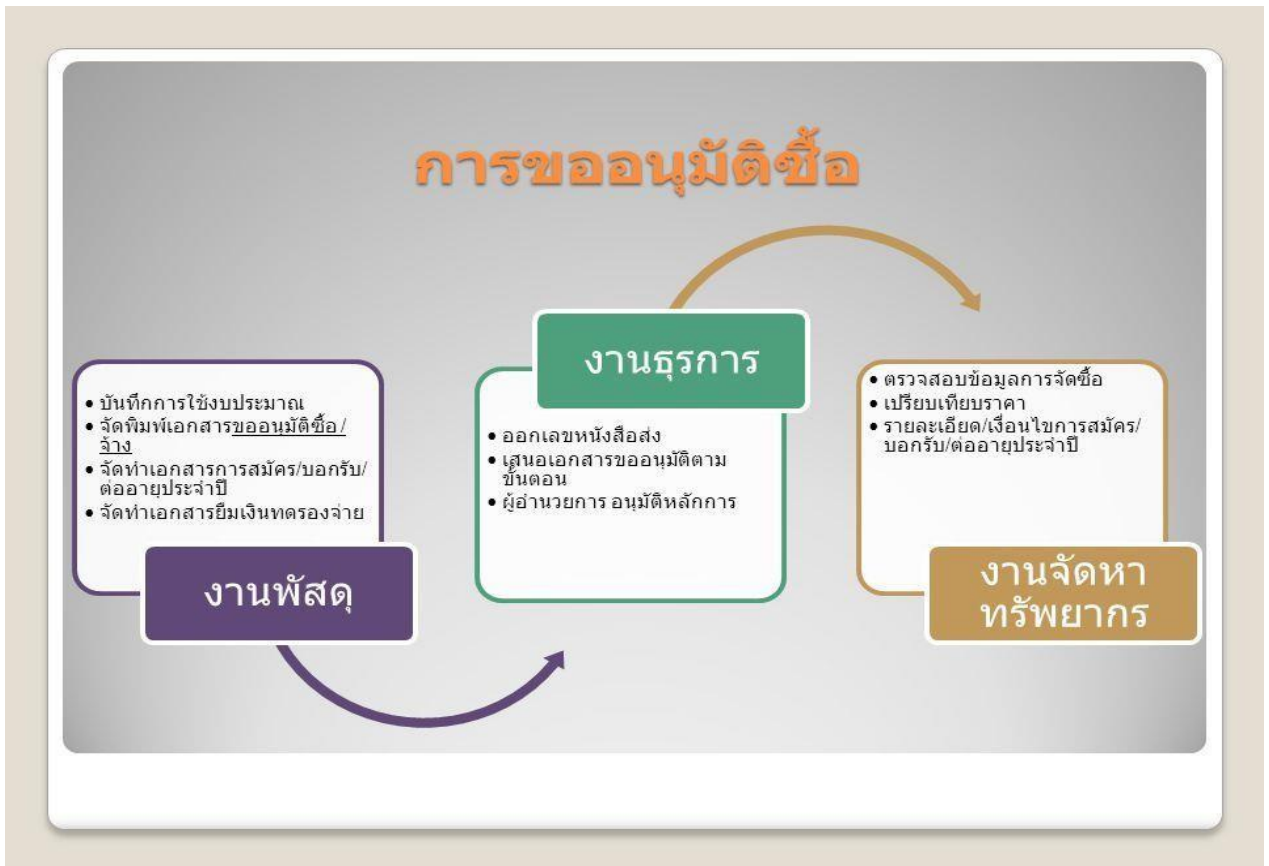 การขออนุมัติซื้อ
• บันทึกการใช้งบประมาณ
• จัดพิมพ์เอกสารขออนุมัติซื้อ/
จ้าง
• จัดทำเอกสารการสมัคร/บอกรับ/
ต่ออายุประจำปี
• จัดทำเอกสารยืมเงินทดรองจ่าย
งานพัสดุ
งานธุรการ
• ออกเลขหนังสือส่ง
• เสนอเอกสารขออนุมัติตาม
ขั้นตอน
• ผู้อำนวยการ อนุมัติหลักการ
• ตรวจสอบข้อมูลการจัดซื้อ
• เปรียบเทียบราคา
• รายละเอียด/เงื่อนไขการสมัคร/
บอกรับ/ต่ออายุประจำปี
งานจัดหา
ทรัพยากร